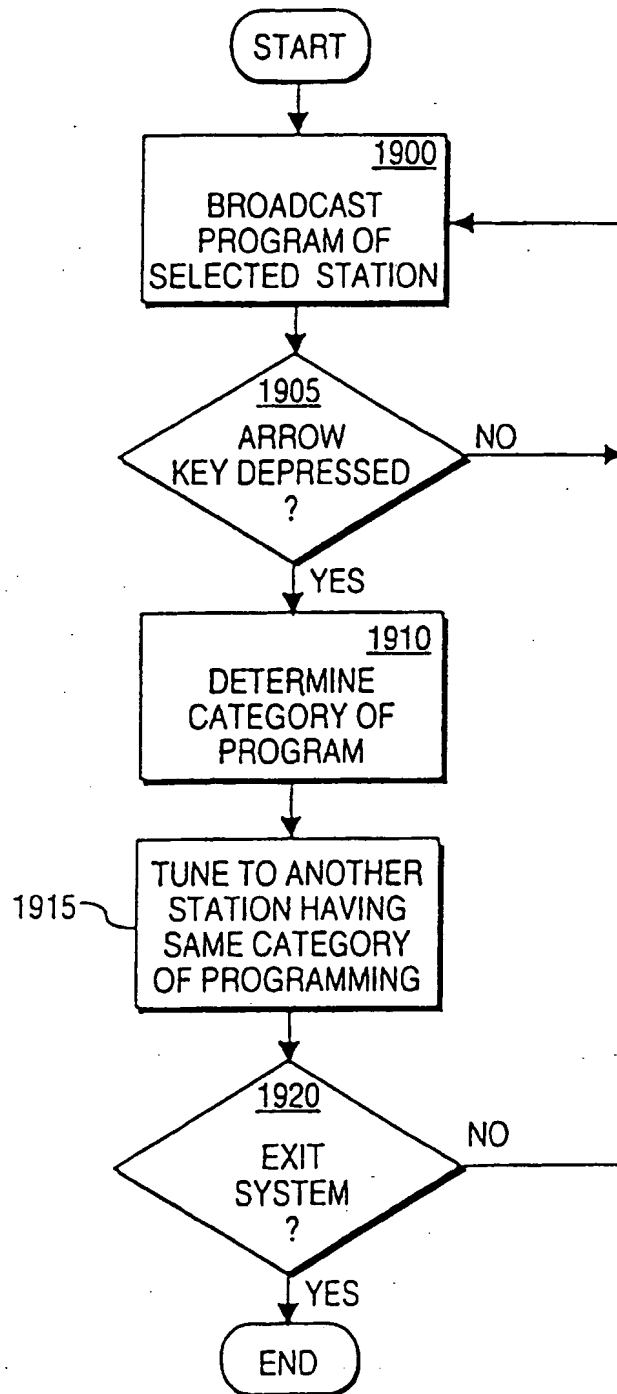 START
1900
BROADCAST
PROGRAM OF
SELECTED STATION
1905
ARROW
KEY DEPRESSED
?
NO
YES
1910
DETERMINE
CATEGORY OF
PROGRAM
1915
TUNE TO ANOTHER
STATION HAVING
SAME CATEGORY
OF PROGRAMMING
1920
EXIT
SYSTEM
?
NO
YES
END